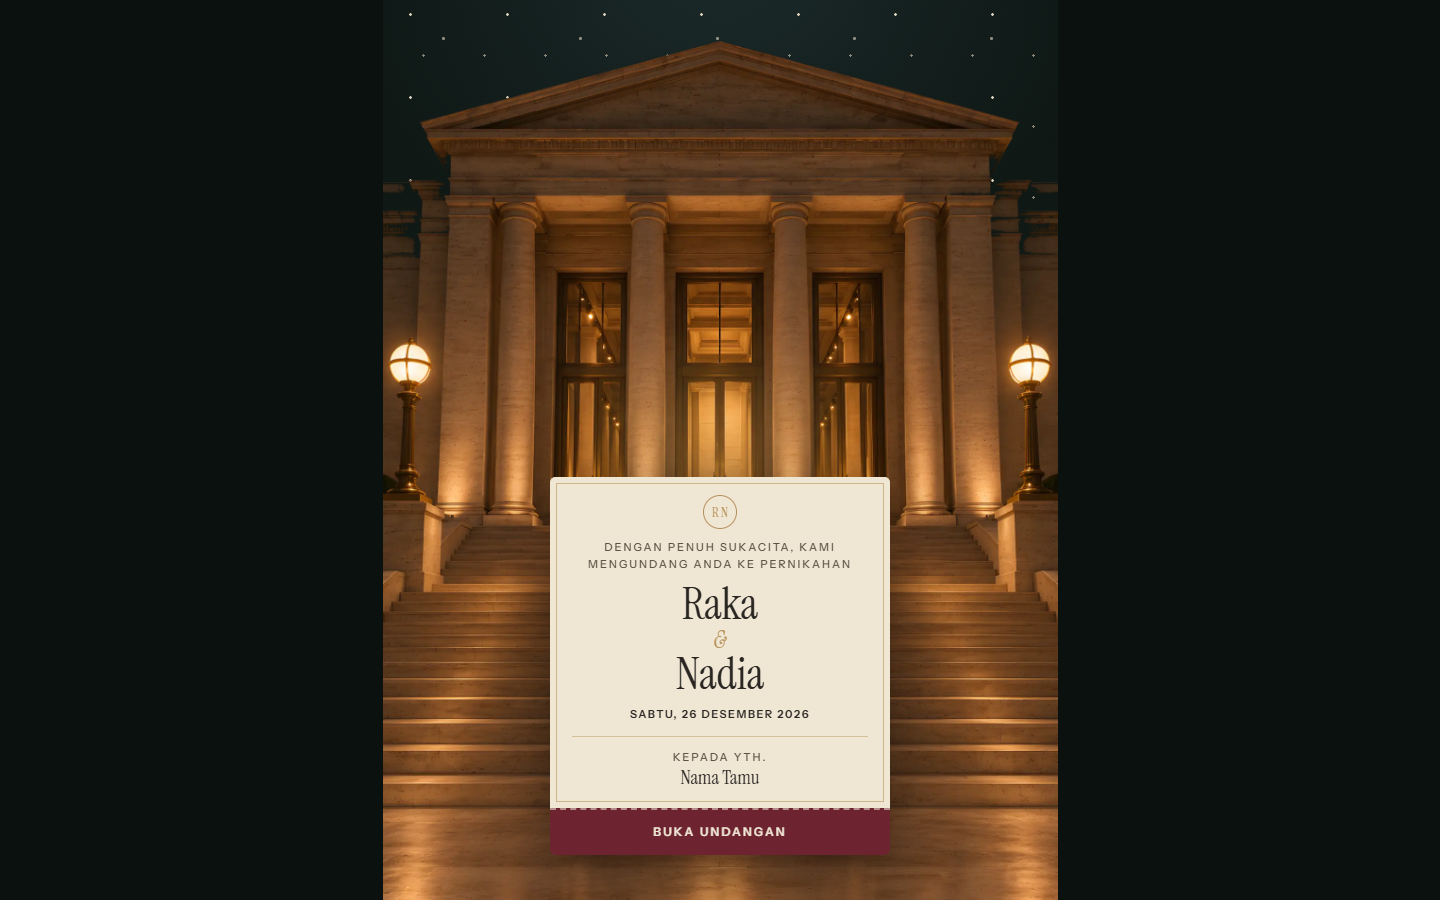 RN
DENGAN PENUH SUKACITA, KAMI
MENGUNDANG ANDA KE PERNIKAHAN
Raka
&
Nadia
SABTU, 26 DESEMBER 2026
KEPADA YTH.
Nama Tamu
BUKA UNDANGAN